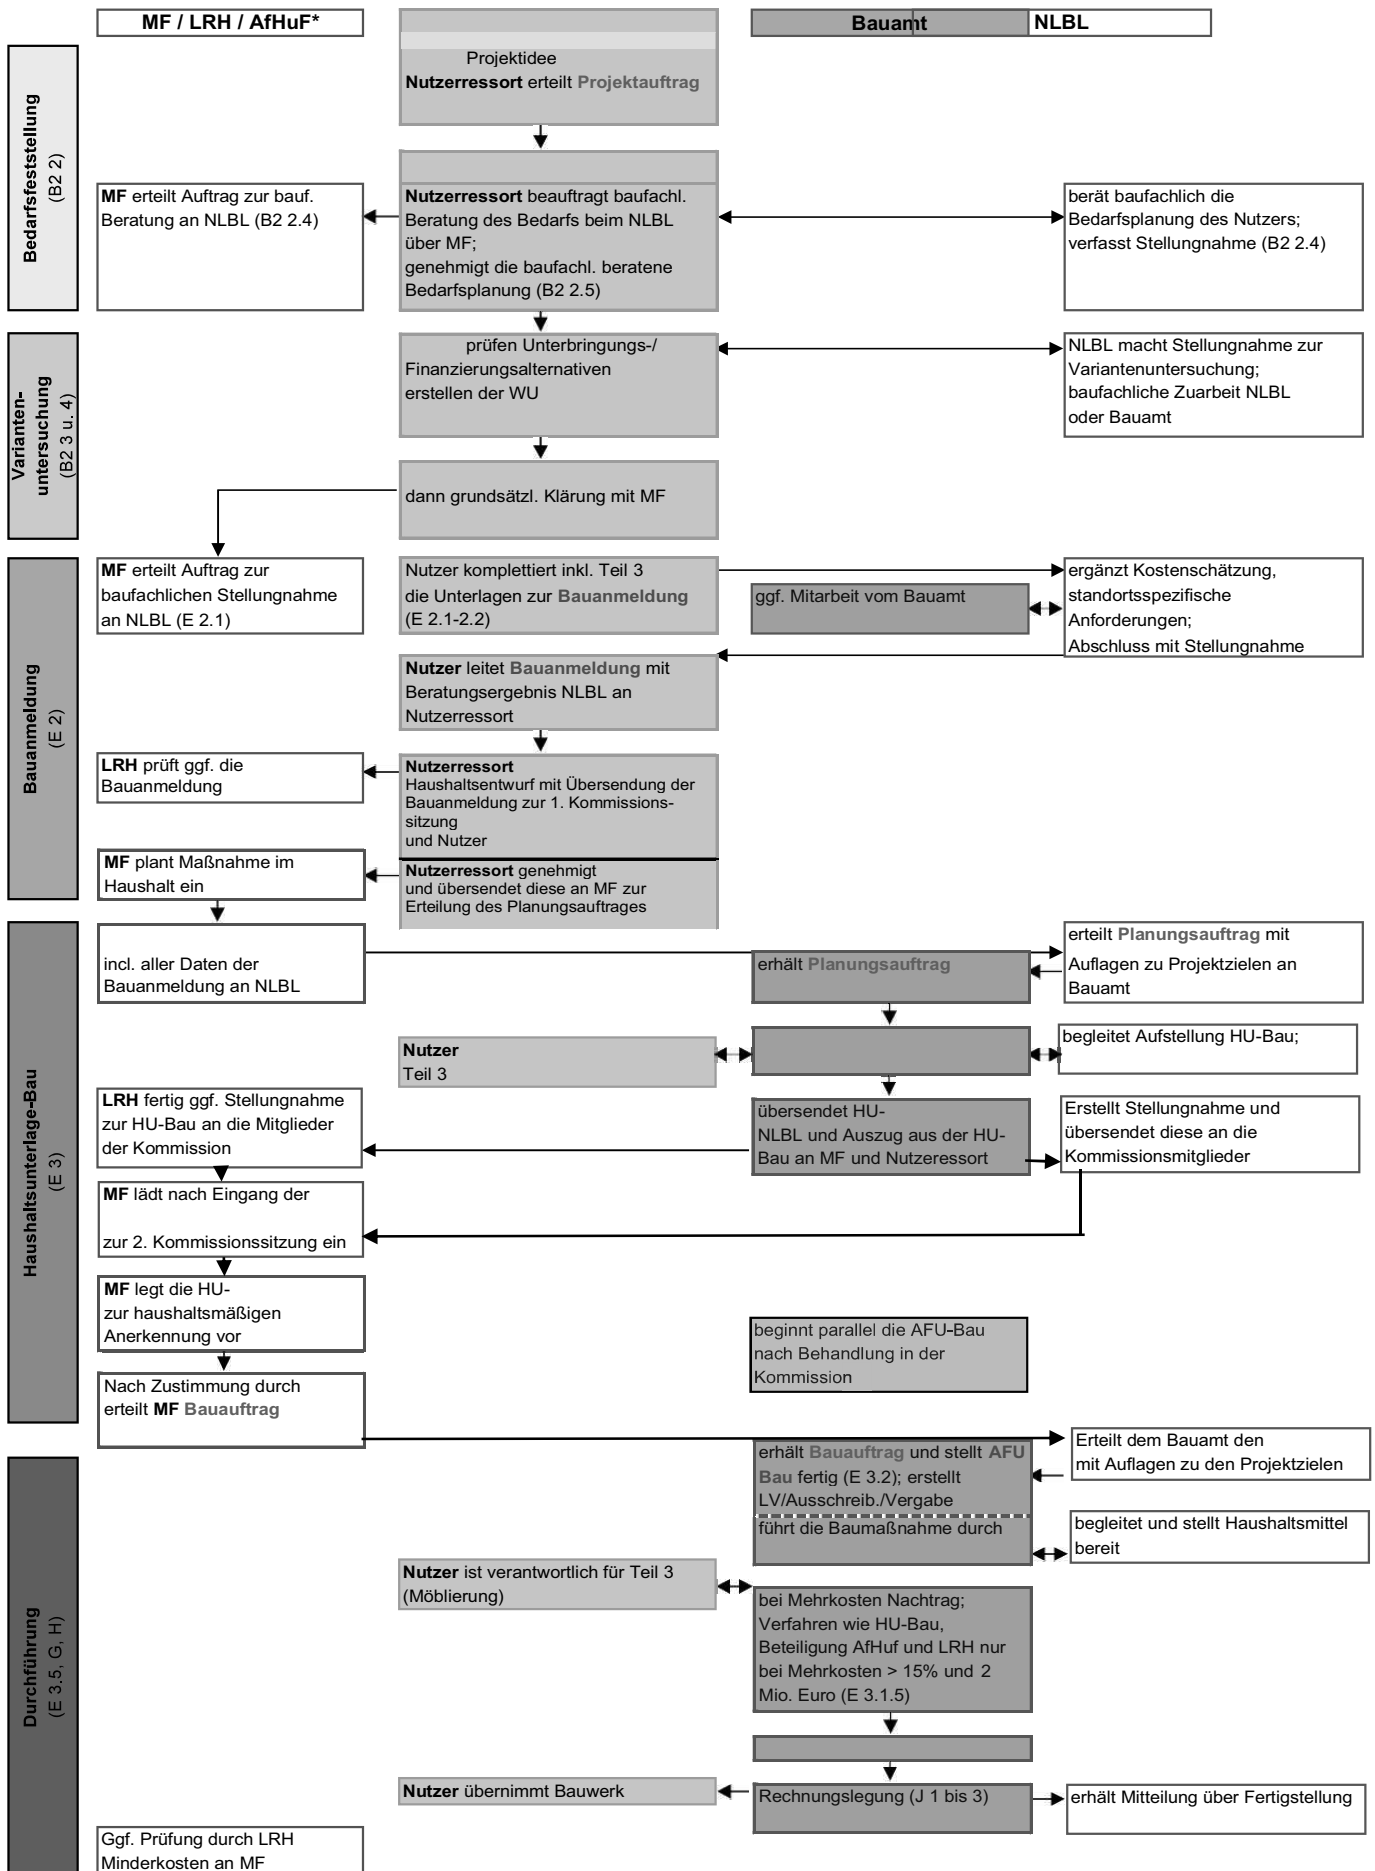 MF / LRH / AfHuF*
Bauamt
NLBL
Bedarfsfeststellung
(B2 2)
Projektidee
Nutzerressort erteilt Projektauftrag
MF erteilt Auftrag zur bauf.
Beratung an NLBL (B2 2.4)
Nutzerressort beauftragt baufachl.
Beratung des Bedarfs beim NLBL
über MF;
genehmigt die baufachl. beratene
Bedarfsplanung (B2 2.5)
berät baufachlich die
Bedarfsplanung des Nutzers;
verfasst Stellungnahme (B2 2.4)
Varianten-
untersuchung
(B2 3 u. 4)
prüfen Unterbringungs-/
Finanzierungsalternativen
erstellen der WU
NLBL macht Stellungnahme zur
Variantenuntersuchung;
baufachliche Zuarbeit NLBL
oder Bauamt
dann grundsätzl. Klärung mit MF
Bauanmeldung
(E 2)
MF erteilt Auftrag zur
baufachlichen Stellungnahme
an NLBL (E 2.1)
Nutzer komplettiert inkl. Teil 3
die Unterlagen zur Bauanmeldung
(E 2.1-2.2)
ggf. Mitarbeit vom Bauamt
ergänzt Kostenschätzung,
standortsspezifische
Anforderungen;
Abschluss mit Stellungnahme
Nutzer leitet Bauanmeldung mit
Beratungsergebnis NLBL an
Nutzerressort
LRH prüft ggf. die
Bauanmeldung
Nutzerressort
Haushaltsentwurf mit Übersendung der
Bauanmeldung zur 1. Kommissions-
sitzung
und Nutzer
MF plant Maßnahme im
Haushalt ein
Nutzerressort genehmigt
und übersendet diese an MF zur
Erteilung des Planungsauftrages
Haushaltsunterlage-Bau
(E 3)
incl. aller Daten der
Bauanmeldung an NLBL
erhält Planungsauftrag
erteilt Planungsauftrag mit
Auflagen zu Projektzielen an
Bauamt
Nutzer
Teil 3
begleitet Aufstellung HU-Bau;
LRH fertig ggf. Stellungnahme
zur HU-Bau an die Mitglieder
der Kommission
übersendet HU-
NLBL und Auszug aus der HU-
Bau an MF und Nutzeressort
Erstellt Stellungnahme und
übersendet diese an die
Kommissionsmitglieder
MF lädt nach Eingang der
zur 2. Kommissionssitzung ein
MF legt die HU-
zur haushaltsmäßigen
Anerkennung vor
beginnt parallel die AFU-Bau
nach Behandlung in der
Kommission
Nach Zustimmung durch
erteilt MF Bauauftrag
Durchführung
(E 3.5, G, H)
erhält Bauauftrag und stellt AFU
Bau fertig (E 3.2); erstellt
LV/Ausschreib./Vergabe
Erteilt dem Bauamt den
mit Auflagen zu den Projektzielen
führt die Baumaßnahme durch
begleitet und stellt Haushaltsmittel
bereit
Nutzer ist verantwortlich für Teil 3
(Möblierung)
bei Mehrkosten Nachtrag;
Verfahren wie HU-Bau,
Beteiligung AfHuf und LRH nur
bei Mehrkosten > 15% und 2
Mio. Euro (E 3.1.5)
Nutzer übernimmt Bauwerk
Rechnungslegung (J 1 bis 3)
erhält Mitteilung über Fertigstellung
Ggf. Prüfung durch LRH
Minderkosten an MF